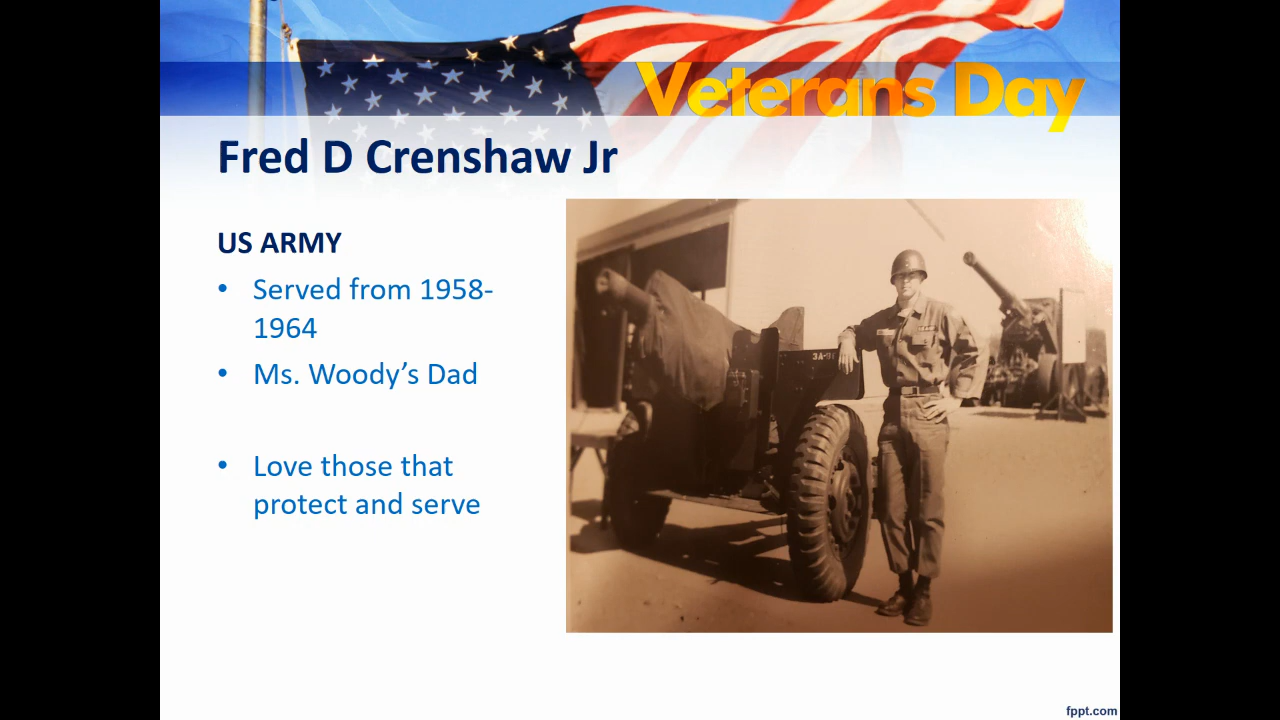 Veterans Day
Fred D Crenshaw Jr
US ARMY
• Served from 1958-
1964
• Ms. Woody’s Dad
• Love those that
protect and serve
fppt.com